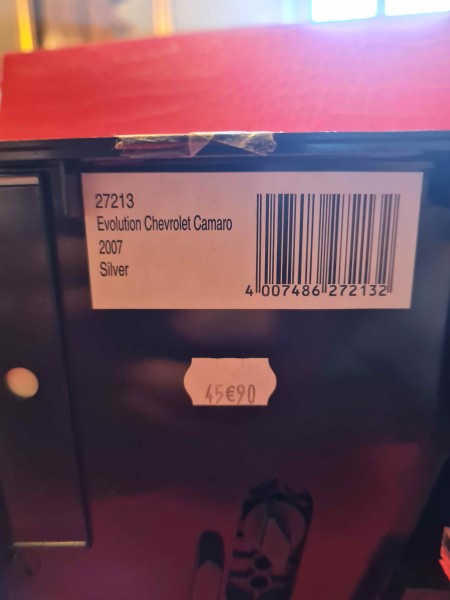 27213
Evolution Chevrolet Camaro
2007
Silver
4 007486 272132
45€90